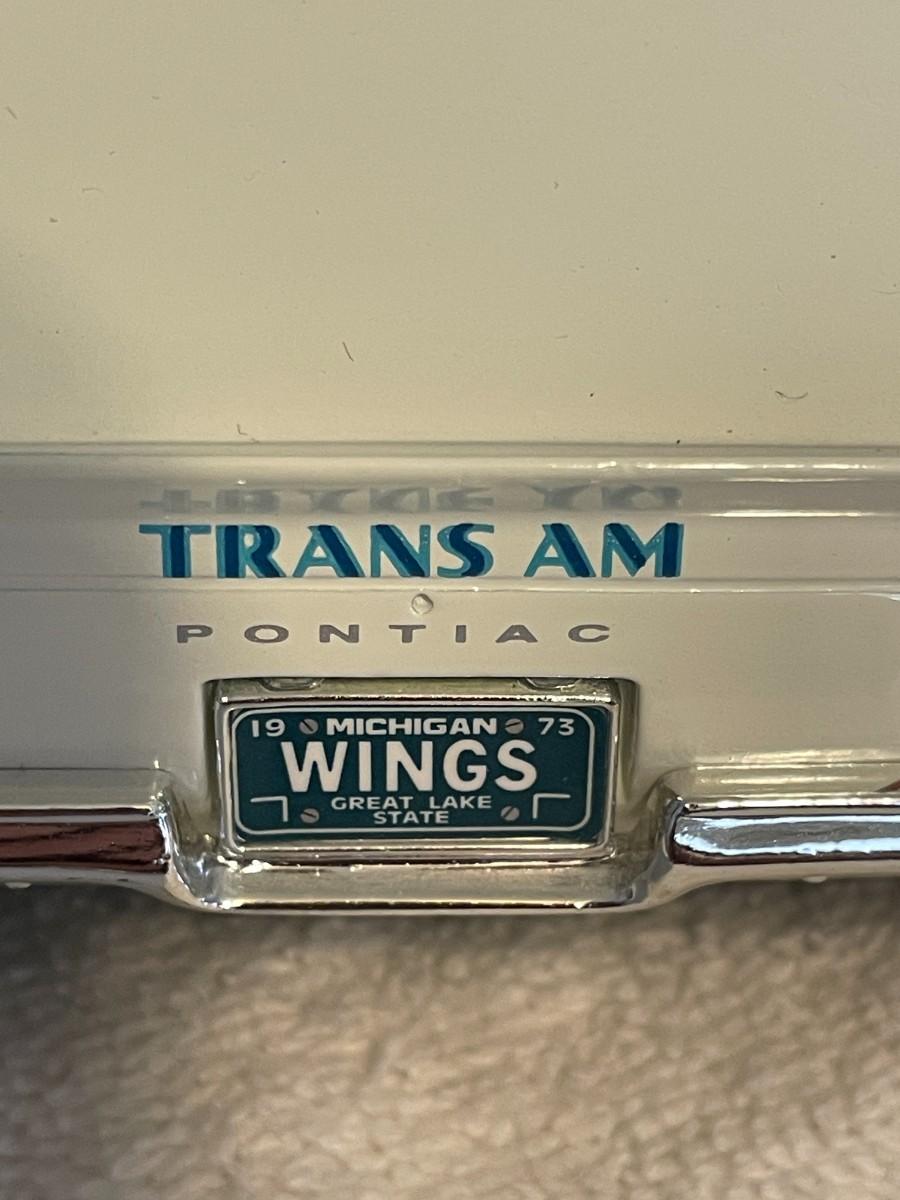 TRANS AM
PONTIAC
19 MICHIGAN 73
WINGS
GREAT LAKE
STATE